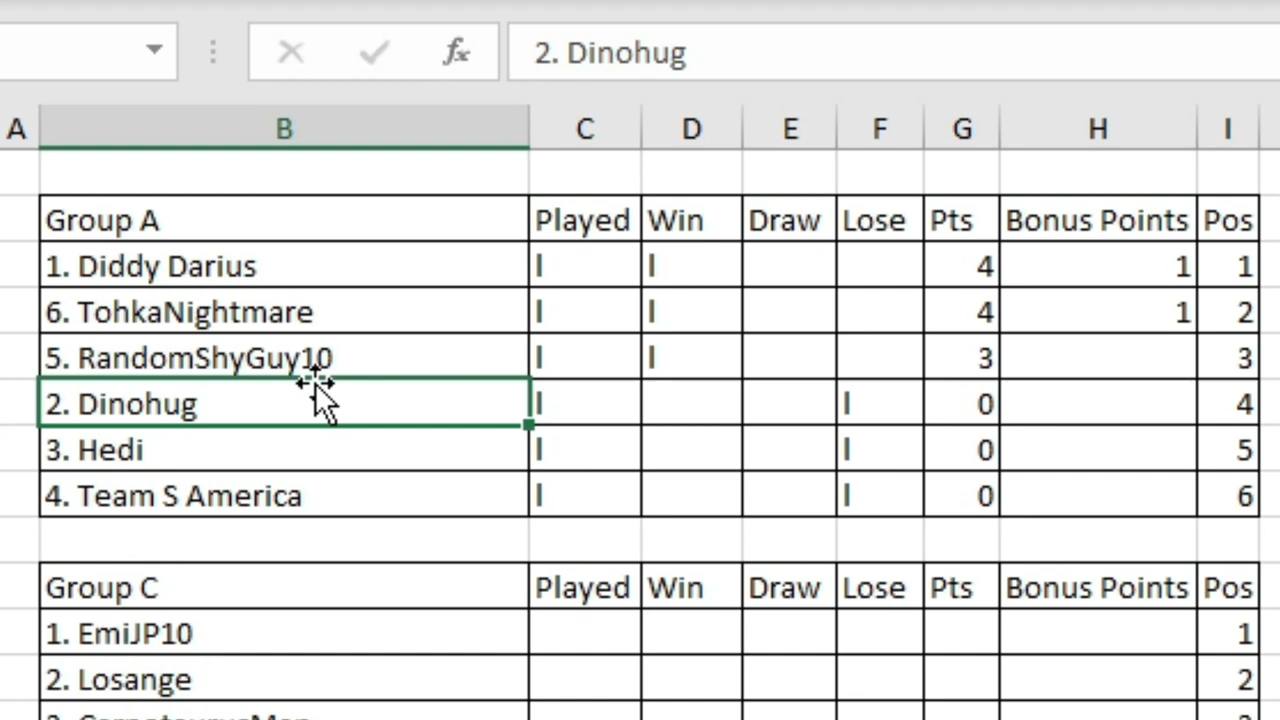 2. Dinohug
A B C D E F G H I
Group A Played Win Draw Lose Pts Bonus Points Pos
1. Diddy Darius I I 4 1 1
6. TohkaNightmare I I 4 1 2
5. RandomShyGuy10 I I 3 3
2. Dinohug I I 0 4
3. Hedi I I 0 5
4. Team S America I I 0 6
Group C Played Win Draw Lose Pts Bonus Points Pos
1. EmiJP10 1
2. Losange 2